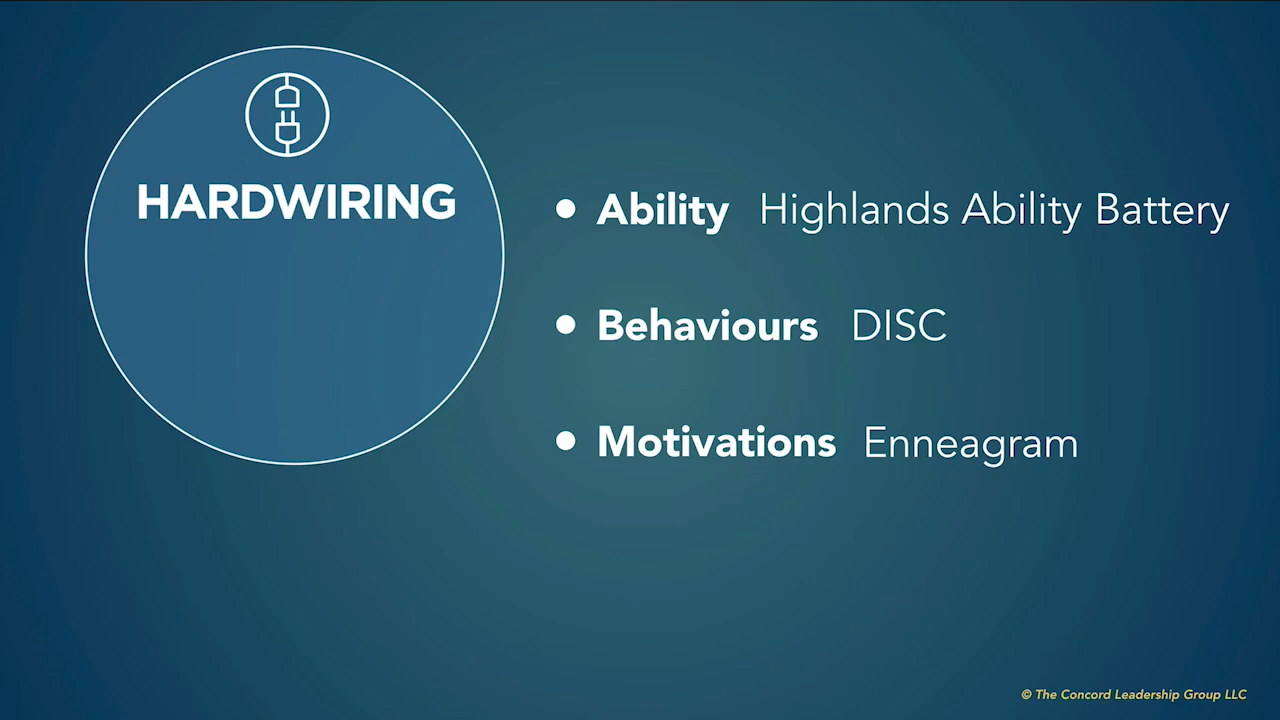 HARDWIRING
• Ability Highlands Ability Battery
• Behaviours DISC
• Motivations Enneagram
© The Concord Leadership Group LLC